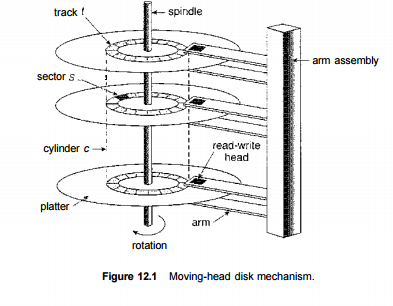 track t
spindle
arm assembly
sector s
cylinder c
read-write
head
platter
arm
rotation
Figure 12.1 Moving-head disk mechanism.